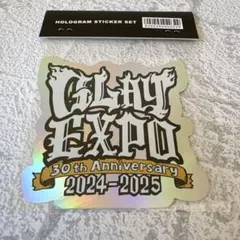 HOLOGRAM STICKER SET
GLAY
EXPO
30th Anniversary
2024-2025